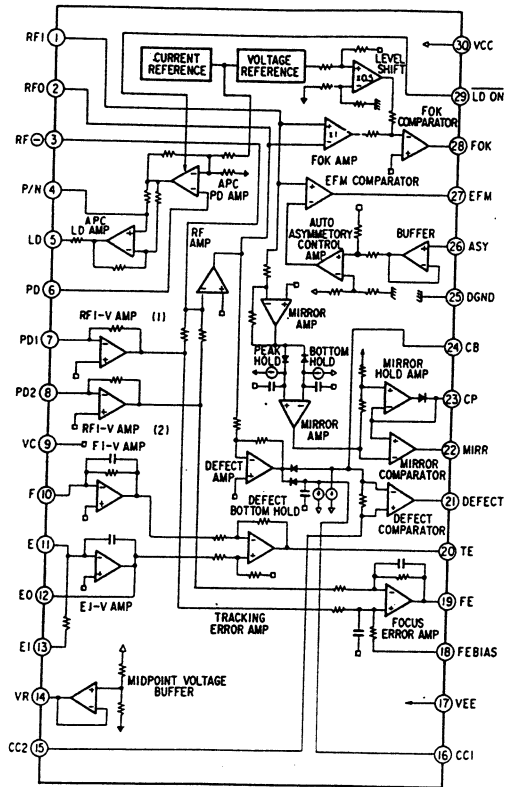 RFI 1
RFO 2
RF⊖ 3
P/N 4
LD 5
PD 6
PD1 7
PD2 8
VC 9
F 10
E 11
EO 12
EI 13
VR 14
CC2 15
CURRENT
REFERENCE
VOLTAGE
REFERENCE
LEVEL
SHIFT
x0.5
x1
FOK AMP
FOK
COMPARATOR
APC
PD AMP
APC
LD AMP
RF
AMP
EFM COMPARATOR
AUTO
ASYMMETORY
CONTROL
AMP
BUFFER
RFI-V AMP (1)
RFI-V AMP (2)
FI-V AMP
EI-V AMP
MIRROR
AMP
PEAK
HOLD
BOTTOM
HOLD
MIRROR
AMP
MIRROR
HOLD AMP
MIRROR
COMPARATOR
DEFECT
AMP
DEFECT
BOTTOM HOLD
DEFECT
COMPARATOR
TRACKING
ERROR AMP
FOCUS
ERROR AMP
MIDPOINT VOLTAGE
BUFFER
30 VCC
29 LD ON
28 FOK
27 EFM
26 ASY
25 DGND
24 CB
23 CP
22 MIRR
21 DEFECT
20 TE
19 FE
18 FEBIAS
17 VEE
16 CC1